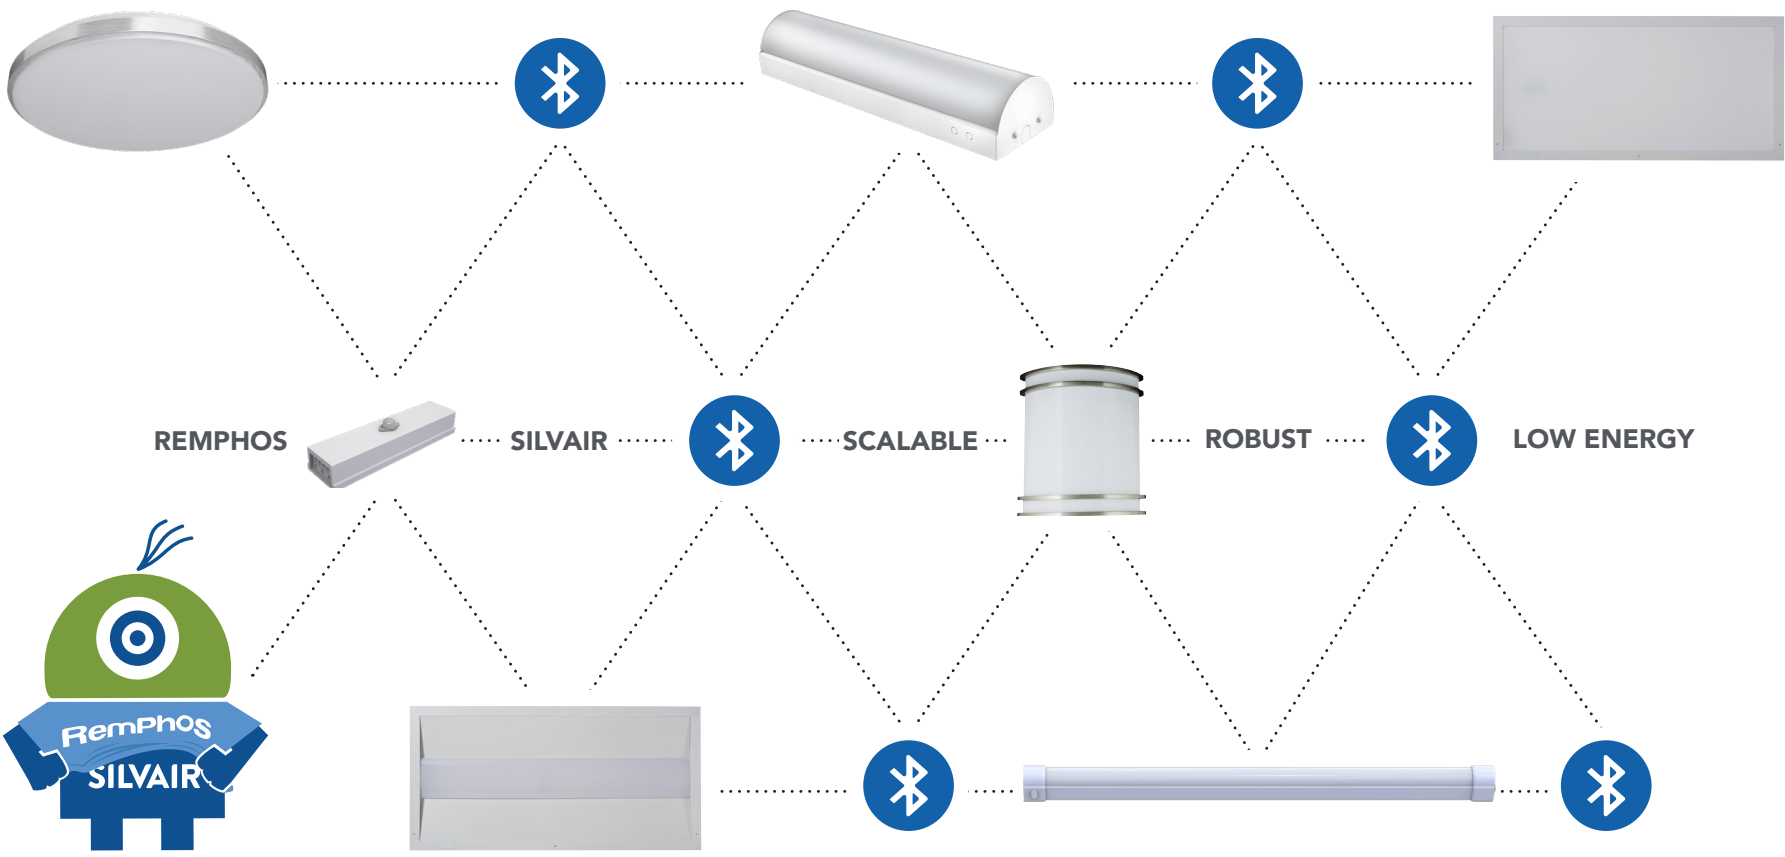 REMPHOS
SILVAIR
SCALABLE
ROBUST
LOW ENERGY
RemPhos
SILVAIR